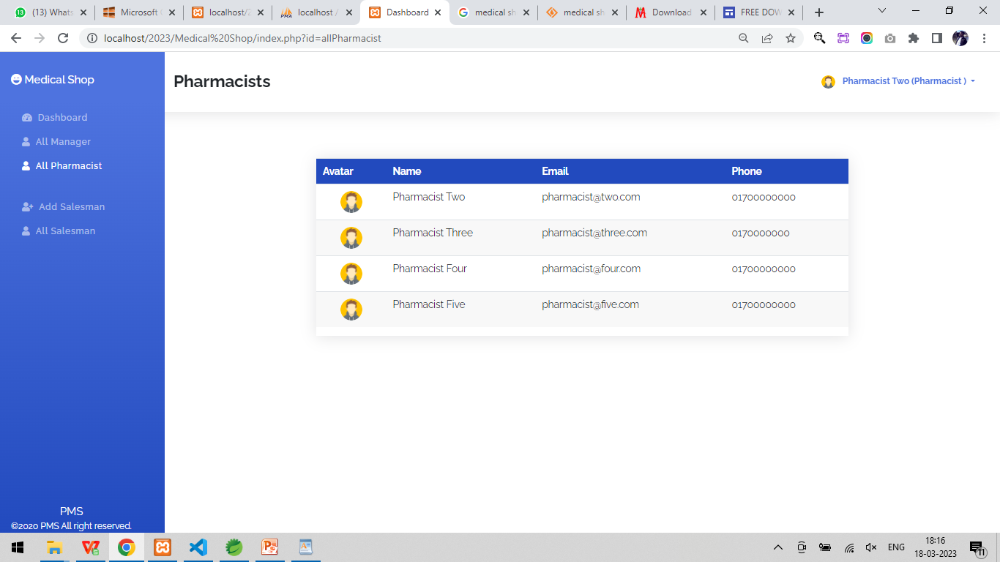 (13) Whats
Microsoft
localhost/2
localhost /
Dashboard
medical sh
medical sh
Download
FREE DOW
localhost/2023/Medical%20Shop/index.php?id=allPharmacist
Medical Shop
Pharmacists
Pharmacist Two (Pharmacist )
Dashboard
All Manager
All Pharmacist
Add Salesman
All Salesman
Avatar Name Email Phone
Pharmacist Two pharmacist@two.com 01700000000
Pharmacist Three pharmacist@three.com 0170000000
Pharmacist Four pharmacist@four.com 01700000000
Pharmacist Five pharmacist@five.com 01700000000
PMS
©2020 PMS All right reserved.
ENG
18:16
18-03-2023
11